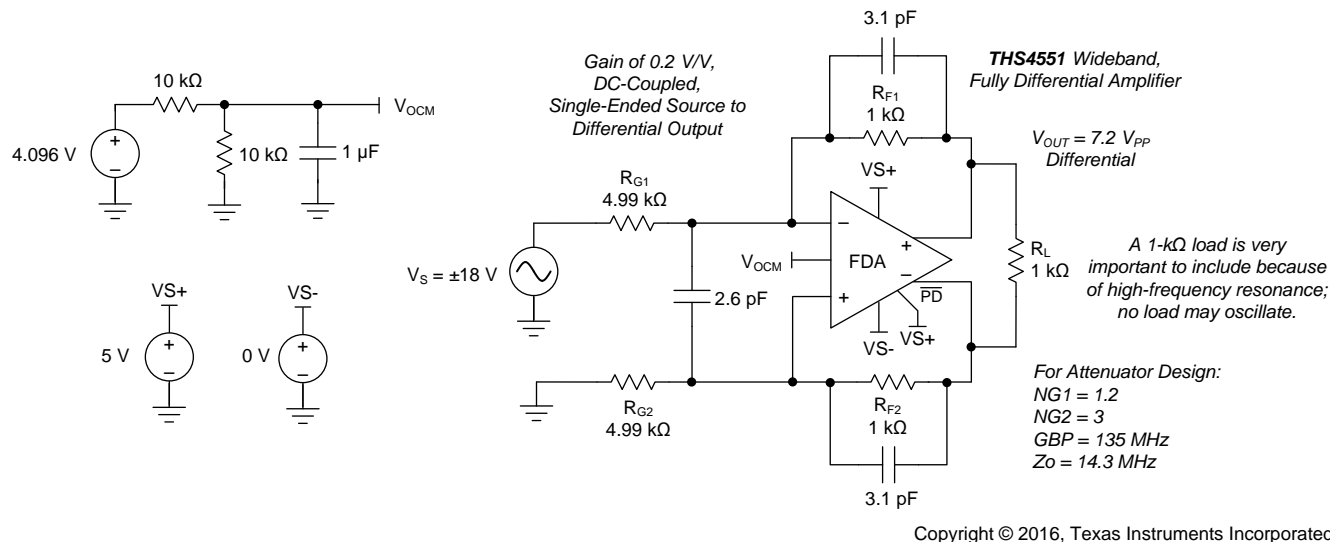 3.1 pF
Gain of 0.2 V/V,
DC-Coupled,
Single-Ended Source to
Differential Output
THS4551 Wideband,
Fully Differential Amplifier
10 kΩ
VOCM
RF1
1 kΩ
4.096 V
10 kΩ
1 µF
VOUT = 7.2 VPP
Differential
VS+
RG1
4.99 kΩ
−
+
VOCM
FDA
+
−
PD
RL
1 kΩ
A 1-kΩ load is very
important to include because
of high-frequency resonance;
no load may oscillate.
VS = ±18 V
2.6 pF
VS-
VS+
VS+
VS-
5 V
0 V
+
−
+
−
+
−
RG2
4.99 kΩ
RF2
1 kΩ
3.1 pF
For Attenuator Design:
NG1 = 1.2
NG2 = 3
GBP = 135 MHz
Zo = 14.3 MHz
Copyright © 2016, Texas Instruments Incorporated